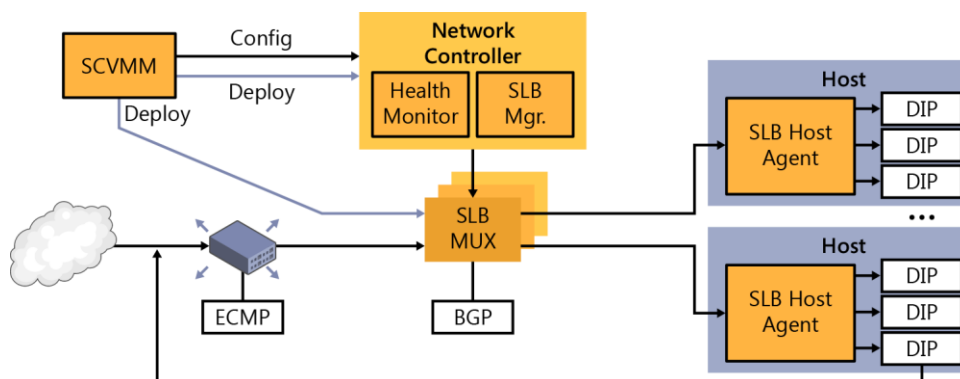 Config
SCVMM
Deploy
Deploy
Network
Controller
Health
Monitor
SLB
Mgr.
Host
SLB Host
Agent
DIP
DIP
DIP
...
SLB
MUX
ECMP
BGP
Host
SLB Host
Agent
DIP
DIP
DIP